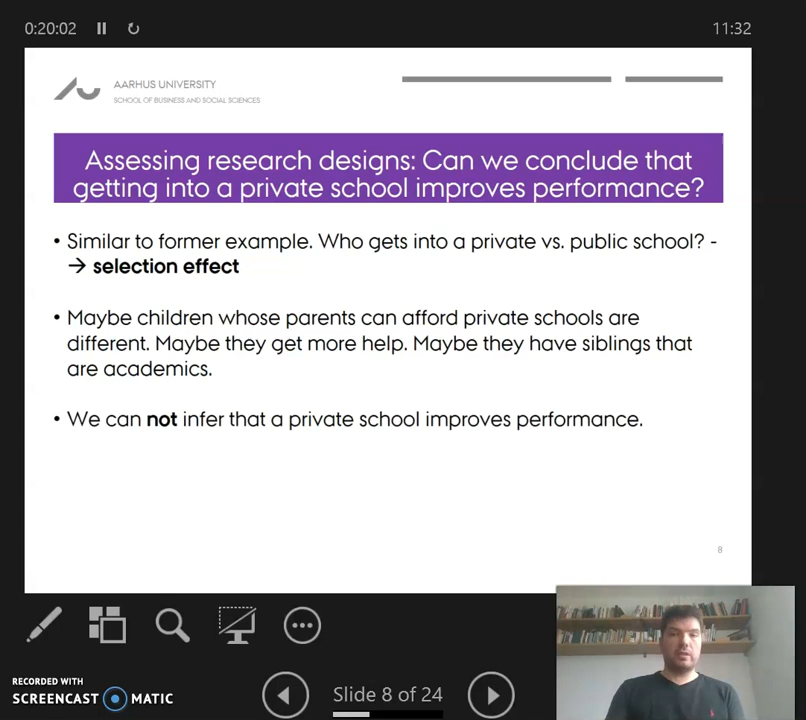 0:20:02
11:32
AARHUS UNIVERSITY
SCHOOL OF BUSINESS AND SOCIAL SCIENCES
Assessing research designs: Can we conclude that
getting into a private school improves performance?
• Similar to former example. Who gets into a private vs. public school? -
→ selection effect
• Maybe children whose parents can afford private schools are
different. Maybe they get more help. Maybe they have siblings that
are academics.
• We can not infer that a private school improves performance.
8
RECORDED WITH
SCREENCAST MATIC
Slide 8 of 24